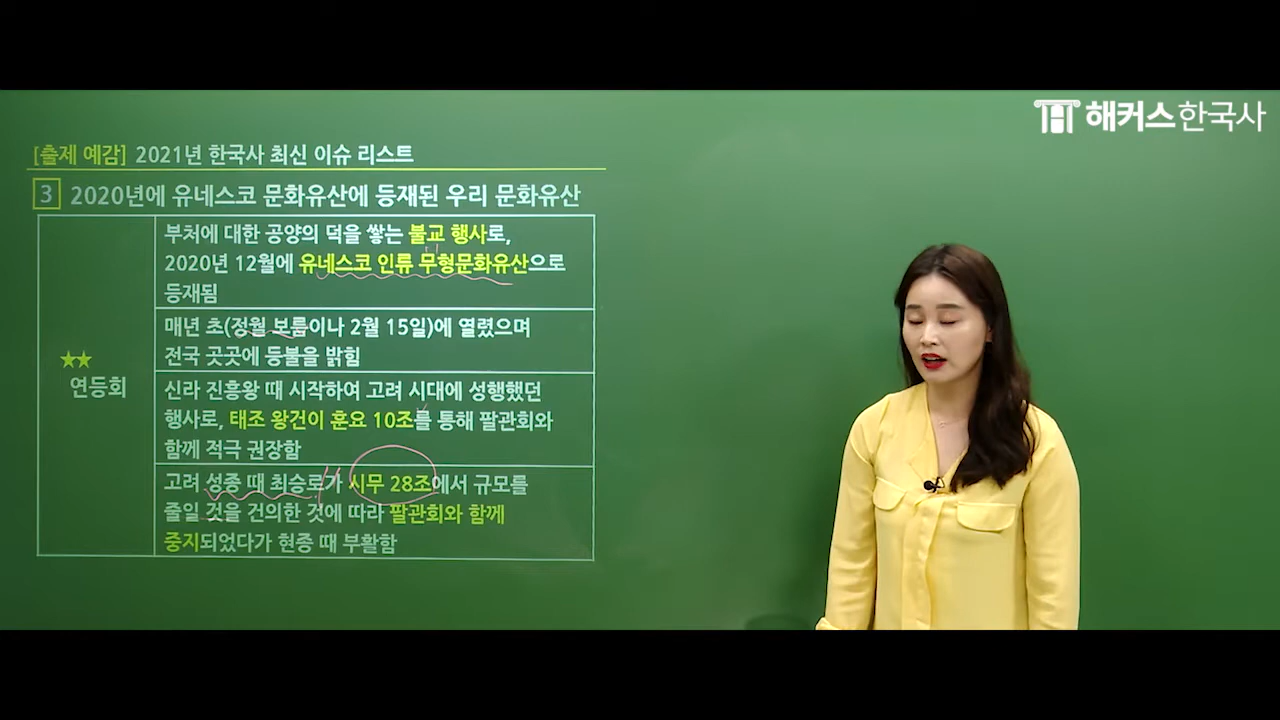 해커스한국사
[출제 예감] 2021년 한국사 최신 이슈 리스트
3 2020년에 유네스코 문화유산에 등재된 우리 문화유산
★★
연등회
부처에 대한 공양의 덕을 쌓는 불교 행사로,
2020년 12월에 유네스코 인류 무형문화유산으로
등재됨
매년 초(정월 보름이나 2월 15일)에 열렸으며
전국 곳곳에 등불을 밝힘
신라 진흥왕 때 시작하여 고려 시대에 성행했던
행사로, 태조 왕건이 훈요 10조를 통해 팔관회와
함께 적극 권장함
고려 성종 때 최승로가 시무 28조에서 규모를
줄일 것을 건의한 것에 따라 팔관회와 함께
중지되었다가 현종 때 부활함